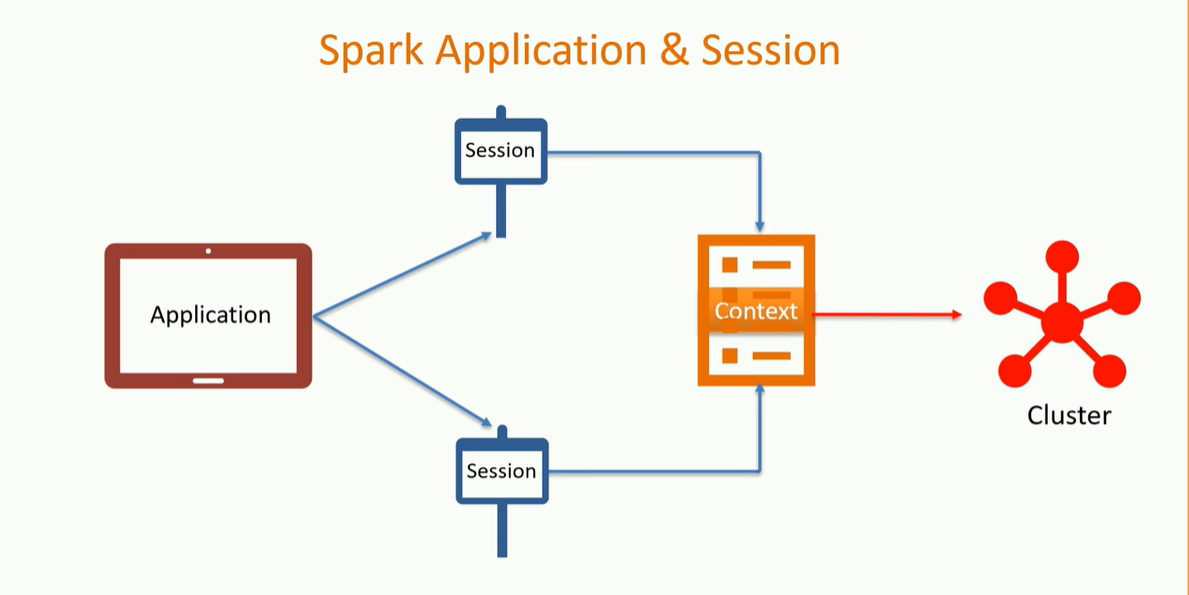 Spark Application & Session
Session
Application
Context
Cluster
Session